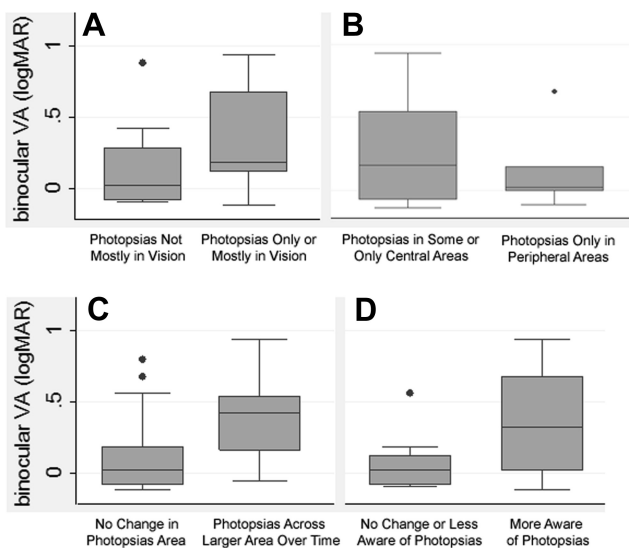 A
B
binocular VA (logMAR)
1
.5
0
Photopsias Not
Mostly in Vision
Photopsias Only or
Mostly in Vision
Photopsias in Some or
Only Central Areas
Photopsias Only in
Peripheral Areas
C
D
binocular VA (logMAR)
1
.5
0
No Change in
Photopsias Area
Photopsias Across
Larger Area Over Time
No Change or Less
Aware of Photopsias
More Aware
of Photopsias